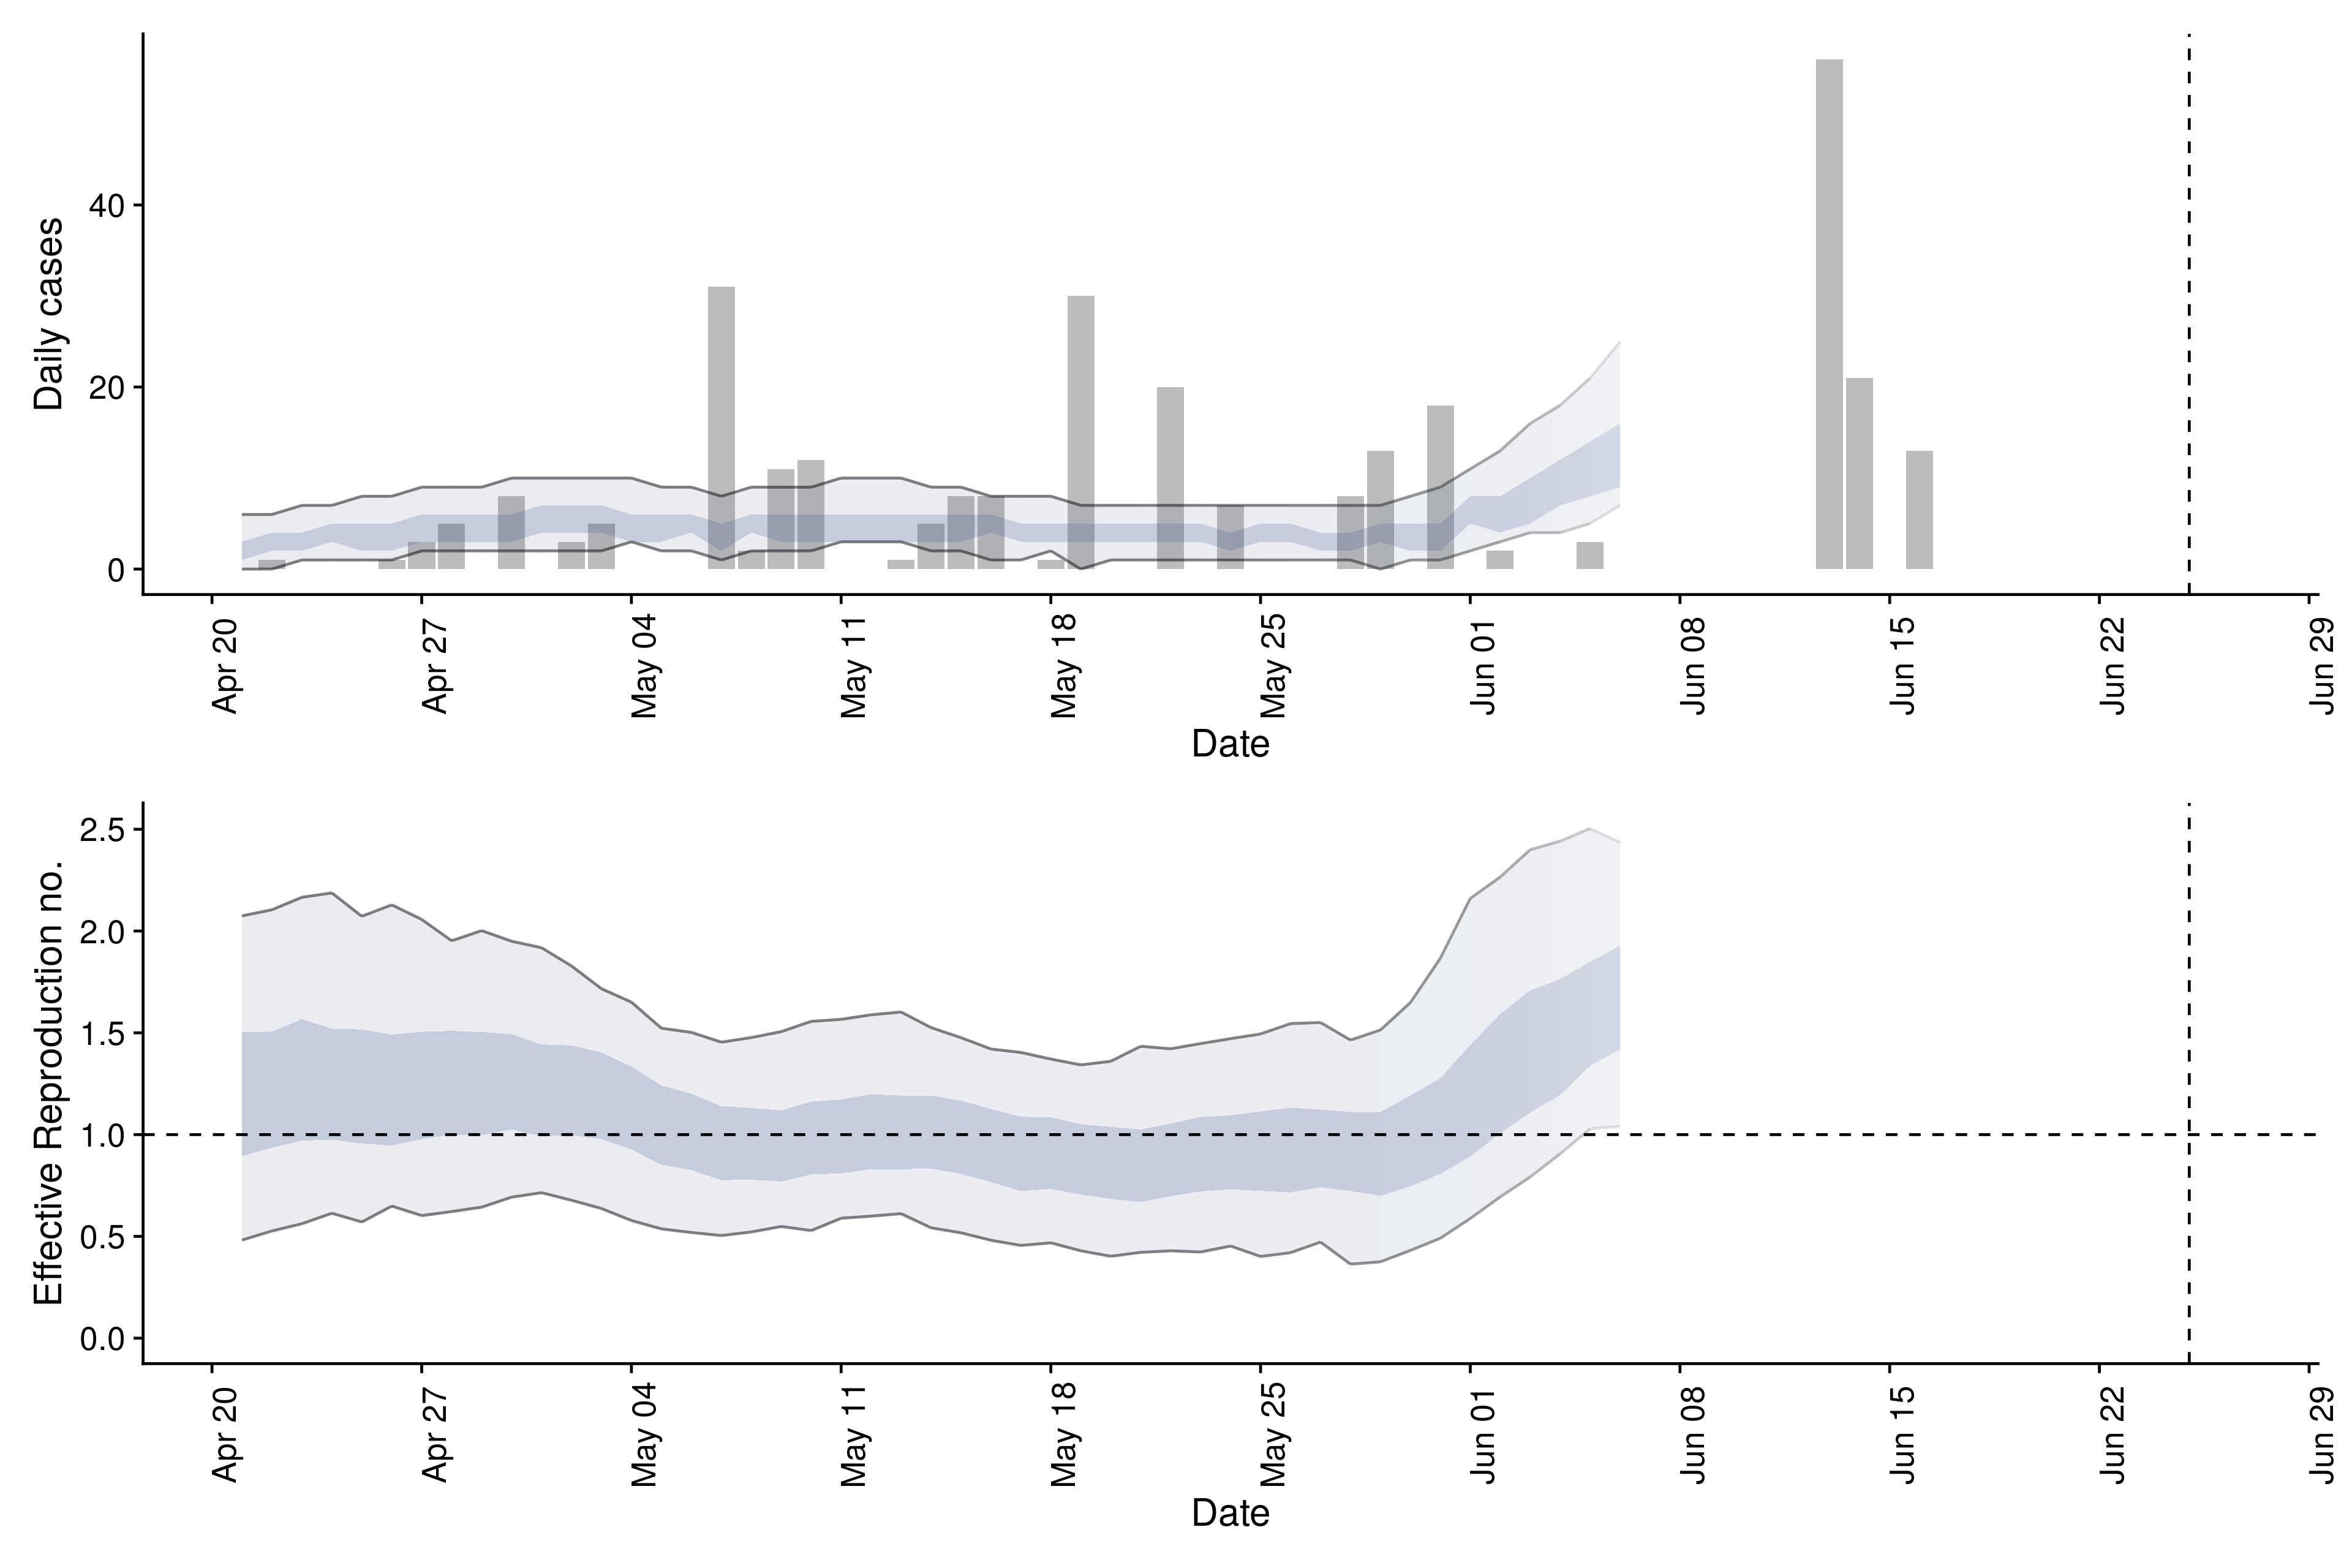 Daily cases
40
20
0
Apr 20
Apr 27
May 04
May 11
May 18
May 25
Jun 01
Jun 08
Jun 15
Jun 22
Jun 29
Date
Effective Reproduction no.
2.5
2.0
1.5
1.0
0.5
0.0
Apr 20
Apr 27
May 04
May 11
May 18
May 25
Jun 01
Jun 08
Jun 15
Jun 22
Jun 29
Date